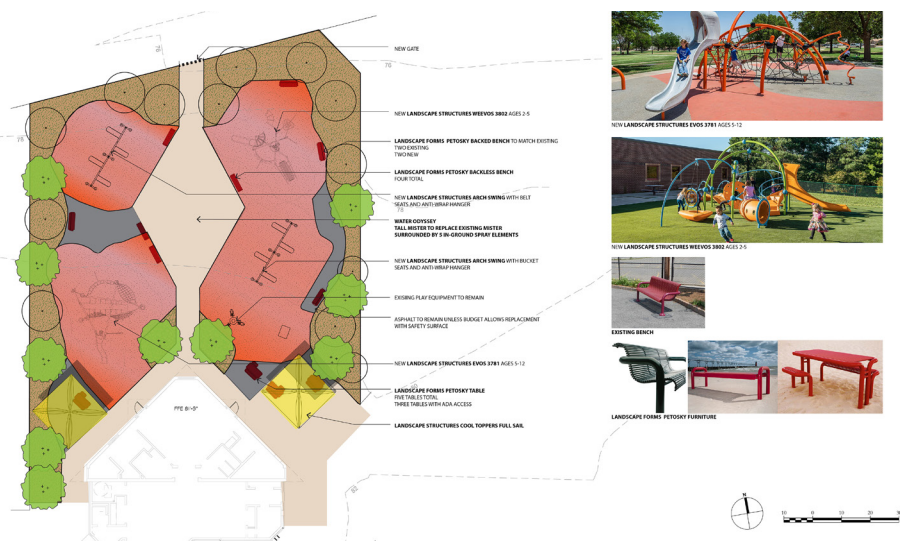 NEW GATE
NEW LANDSCAPE STRUCTURES WEEVOS 3802 AGES 2-5
LANDSCAPE FORMS PETOSKY BACKED BENCH TO MATCH EXISTING
TWO EXISTING
TWO NEW
LANDSCAPE FORMS PETOSKY BACKLESS BENCH
FOUR TOTAL
NEW LANDSCAPE STRUCTURES ARCH SWING WITH BELT
SEATS AND ANTI-WRAP HANGER
WATER ODYSSEY
TALL MISTER TO REPLACE EXISTING MISTER
SURROUNDED BY 5 IN-GROUND SPRAY ELEMENTS
NEW LANDSCAPE STRUCTURES ARCH SWING WITH BUCKET
SEATS AND ANTI-WRAP HANGER
EXISTING PLAY EQUIPMENT TO REMAIN
ASPHALT TO REMAIN UNLESS BUDGET ALLOWS REPLACEMENT
WITH SAFETY SURFACE
NEW LANDSCAPE STRUCTURES EVOS 3781 AGES 5-12
LANDSCAPE FORMS PETOSKY TABLE
FIVE TABLES TOTAL
THREE TABLES WITH ADA ACCESS
LANDSCAPE STRUCTURES COOL TOPPERS FULL SAIL
76
76
78
82
NEW LANDSCAPE STRUCTURES EVOS 3781 AGES 5-12
NEW LANDSCAPE STRUCTURES WEEVOS 3802 AGES 2-5
EXISTING BENCH
LANDSCAPE FORMS PETOSKY FURNITURE
N
10 0 10 20